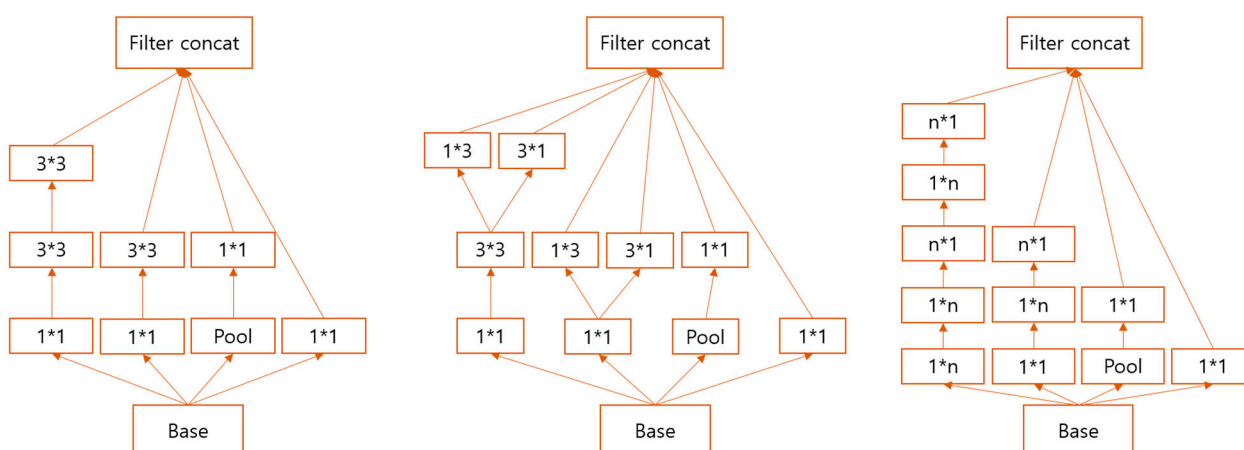 Filter concat
3*3
3*3 3*3 1*1
1*1 1*1 Pool 1*1
Base
Filter concat
1*3 3*1
3*3 1*3 3*1 1*1
1*1 1*1 Pool 1*1
Base
Filter concat
n*1
1*n
n*1 n*1
1*n 1*n 1*1
1*n 1*1 Pool 1*1
Base